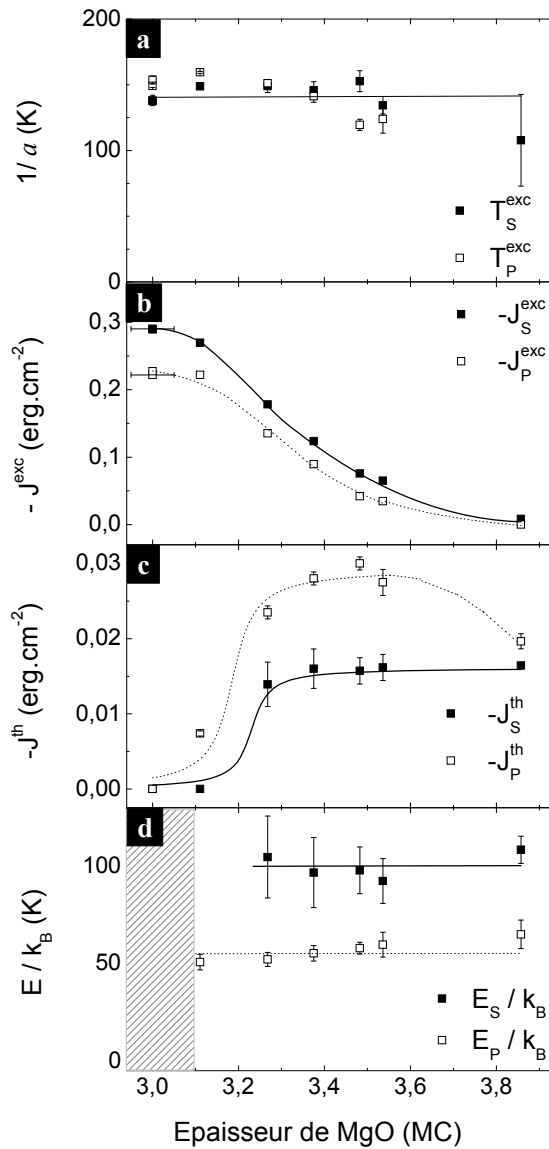 a
200
100
0
1/ a (K)
T_S^exc
T_P^exc
b
0,3
0,2
0,1
0,0
- J^exc (erg.cm^-2)
-J_S^exc
-J_P^exc
c
0,03
0,02
0,01
0,00
-J^th (erg.cm^-2)
-J_S^th
-J_P^th
d
100
50
0
E / k_B (K)
E_S / k_B
E_P / k_B
3,0 3,2 3,4 3,6 3,8
Epaisseur de MgO (MC)